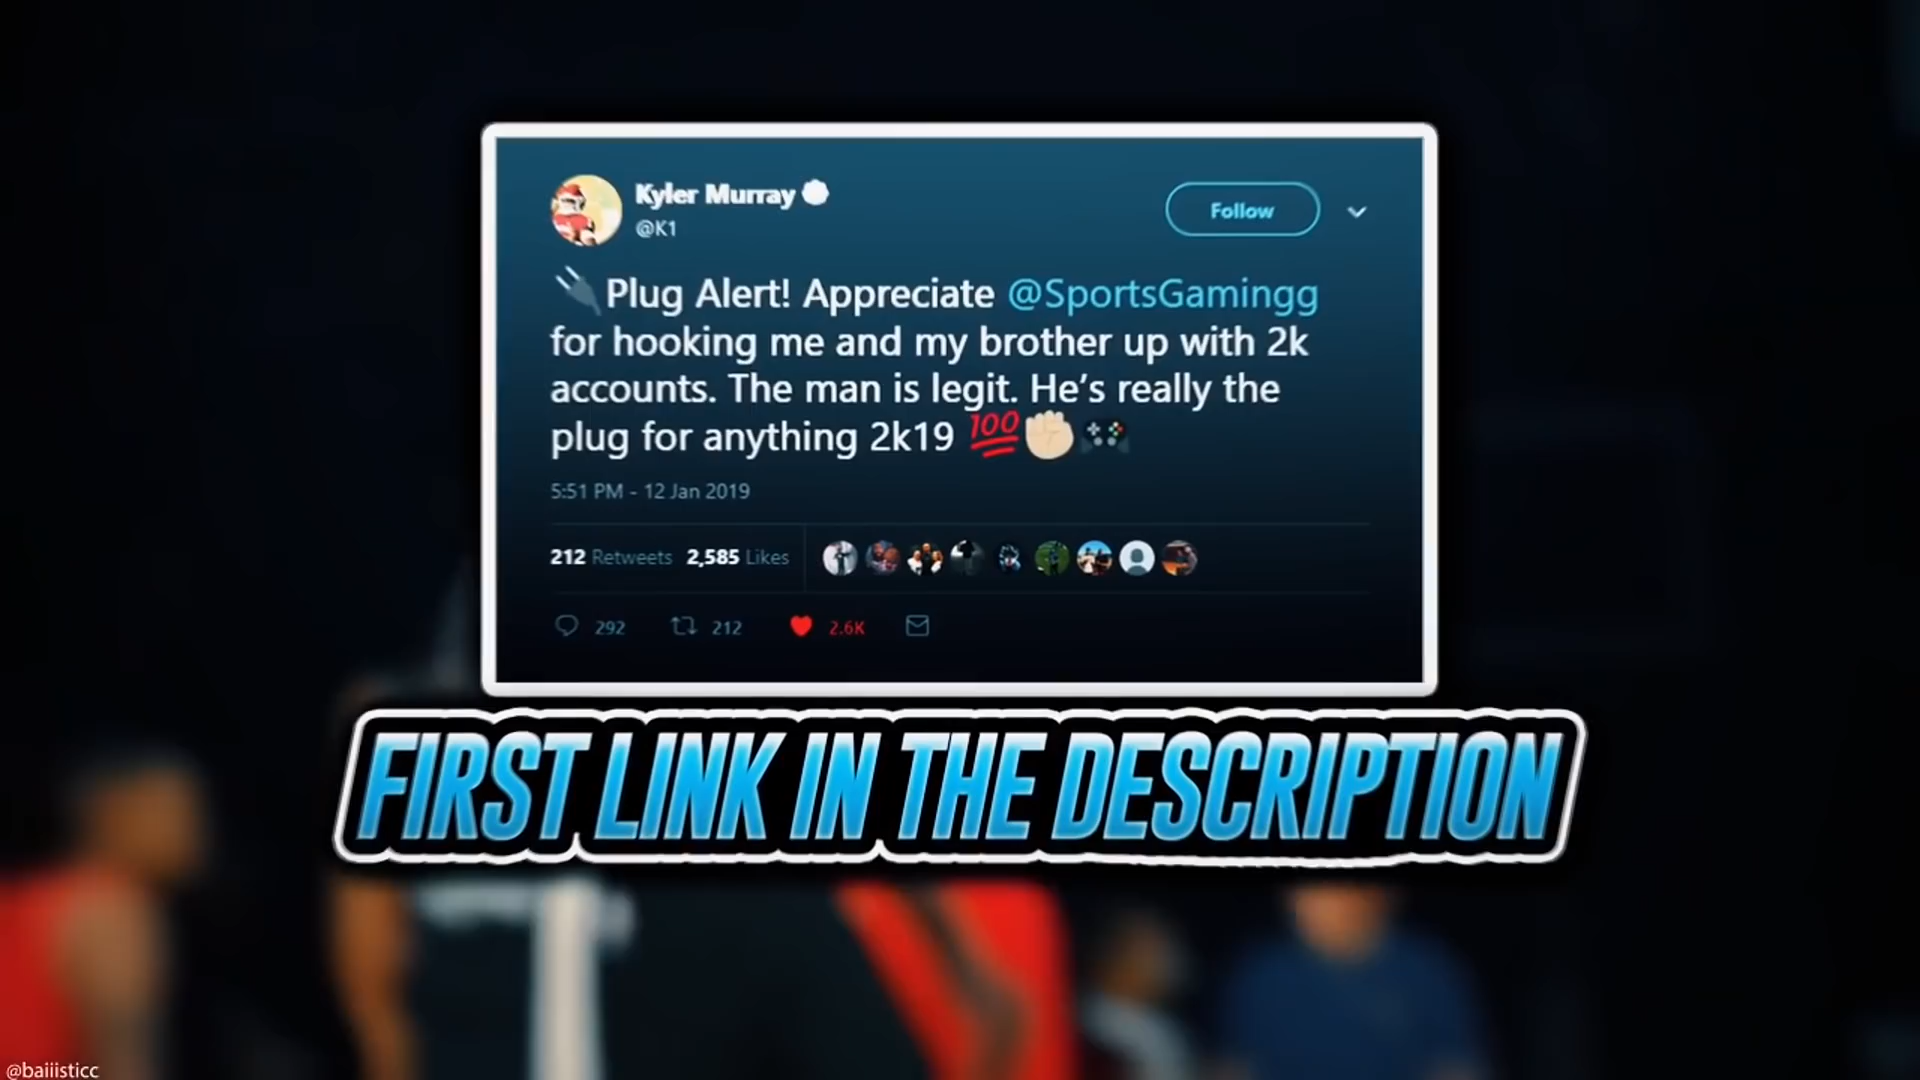 Kyler Murray
@K1
Follow
🔌Plug Alert! Appreciate @SportsGamingg
for hooking me and my brother up with 2k
accounts. The man is legit. He’s really the
plug for anything 2k19 💯✊🏻🎮
5:51 PM - 12 Jan 2019
212 Retweets 2,585 Likes
292 212 2.6K
FIRST LINK IN THE DESCRIPTION
@baiiisticc